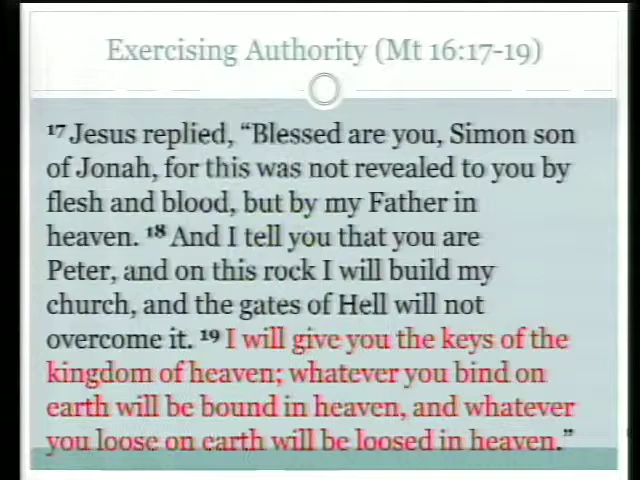 Exercising Authority (Mt 16:17-19)
17 Jesus replied, “Blessed are you, Simon son
of Jonah, for this was not revealed to you by
flesh and blood, but by my Father in
heaven. 18 And I tell you that you are
Peter, and on this rock I will build my
church, and the gates of Hell will not
overcome it. 19 I will give you the keys of the
kingdom of heaven; whatever you bind on
earth will be bound in heaven, and whatever
you loose on earth will be loosed in heaven.”